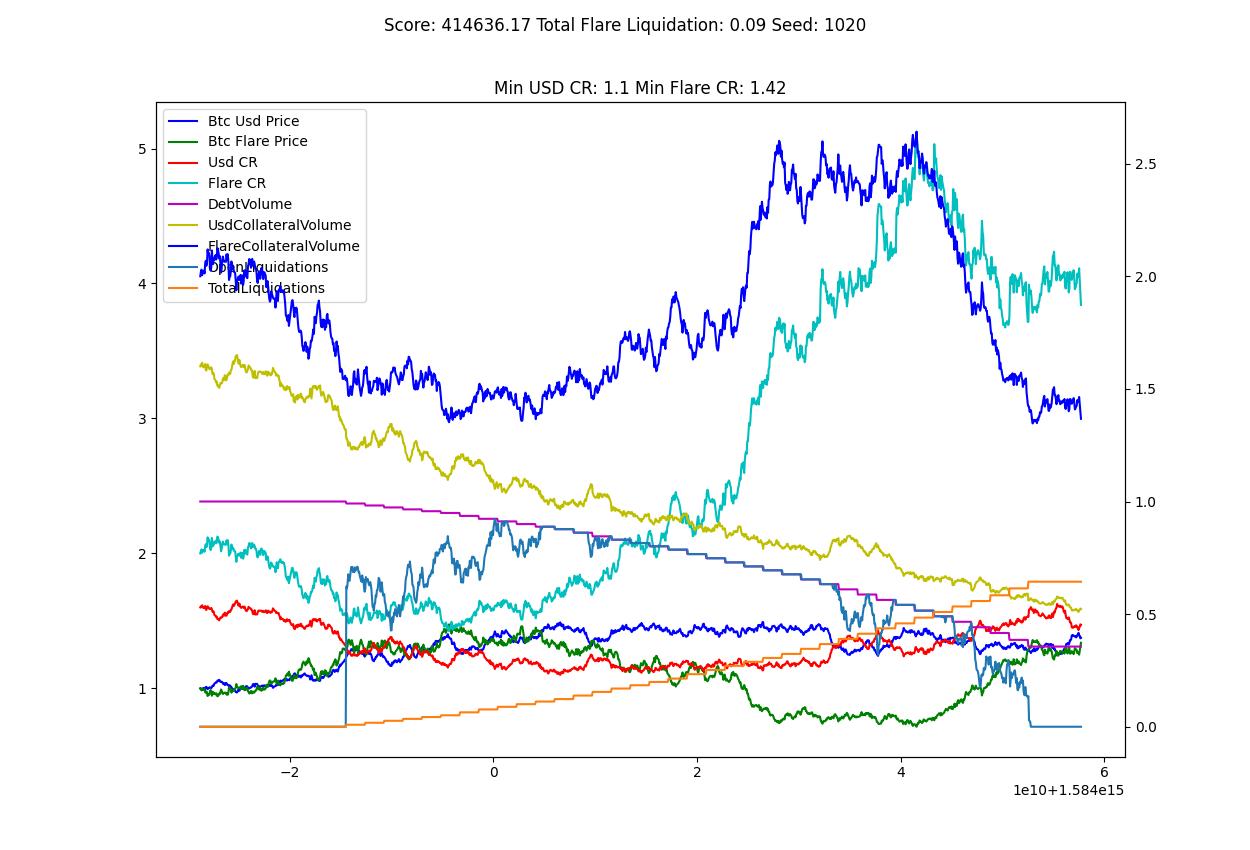 Score: 414636.17 Total Flare Liquidation: 0.09 Seed: 1020
Min USD CR: 1.1 Min Flare CR: 1.42
Btc Usd Price
Btc Flare Price
Usd CR
Flare CR
DebtVolume
UsdCollateralVolume
FlareCollateralVolume
OpenLiquidations
TotalLiquidations
5
4
3
2
1
2.5
2.0
1.5
1.0
0.5
0.0
−2
0
2
4
6
1e10+1.584e15